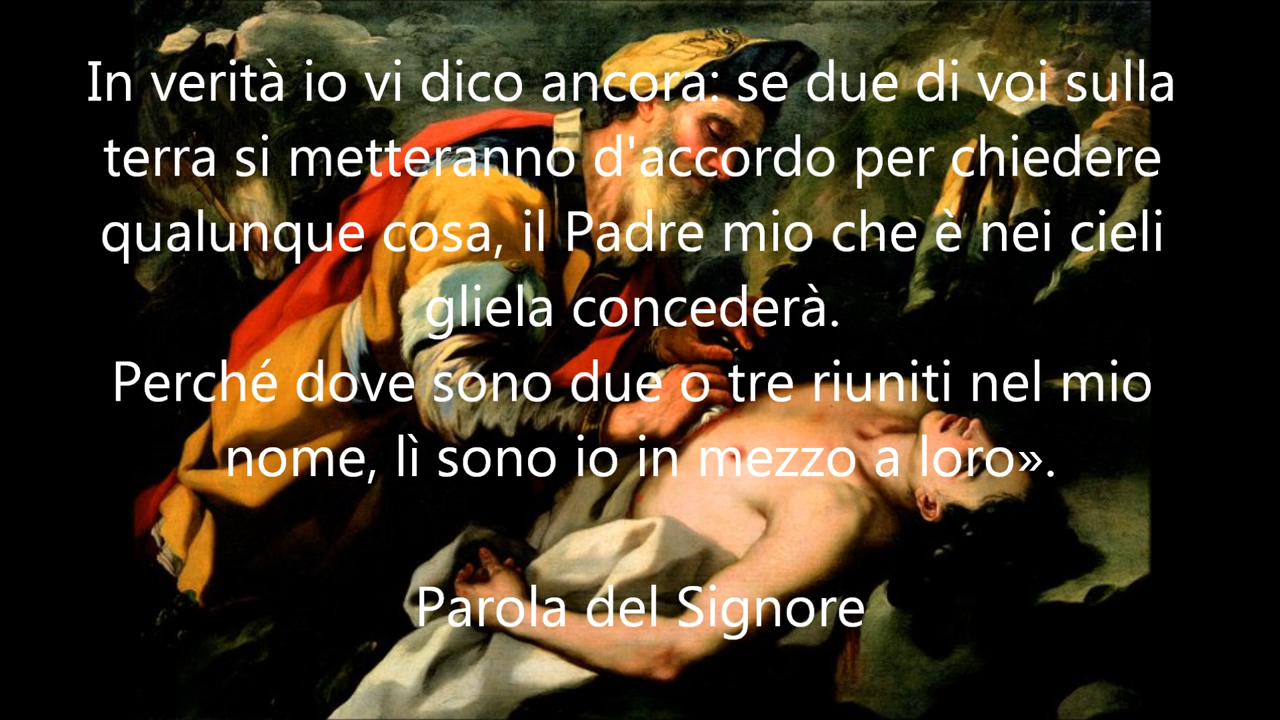 In verità io vi dico ancora: se due di voi sulla
terra si metteranno d'accordo per chiedere
qualunque cosa, il Padre mio che è nei cieli
gliela concederà.
Perché dove sono due o tre riuniti nel mio
nome, lì sono io in mezzo a loro».
Parola del Signore